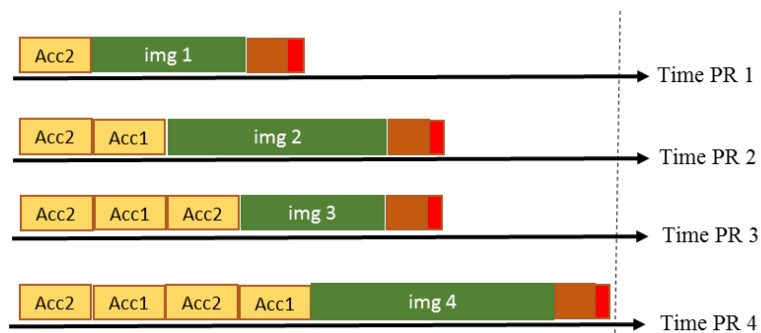 Acc2 img 1
Time PR 1
Acc2 Acc1 img 2
Time PR 2
Acc2 Acc1 Acc2 img 3
Time PR 3
Acc2 Acc1 Acc2 Acc1 img 4
Time PR 4